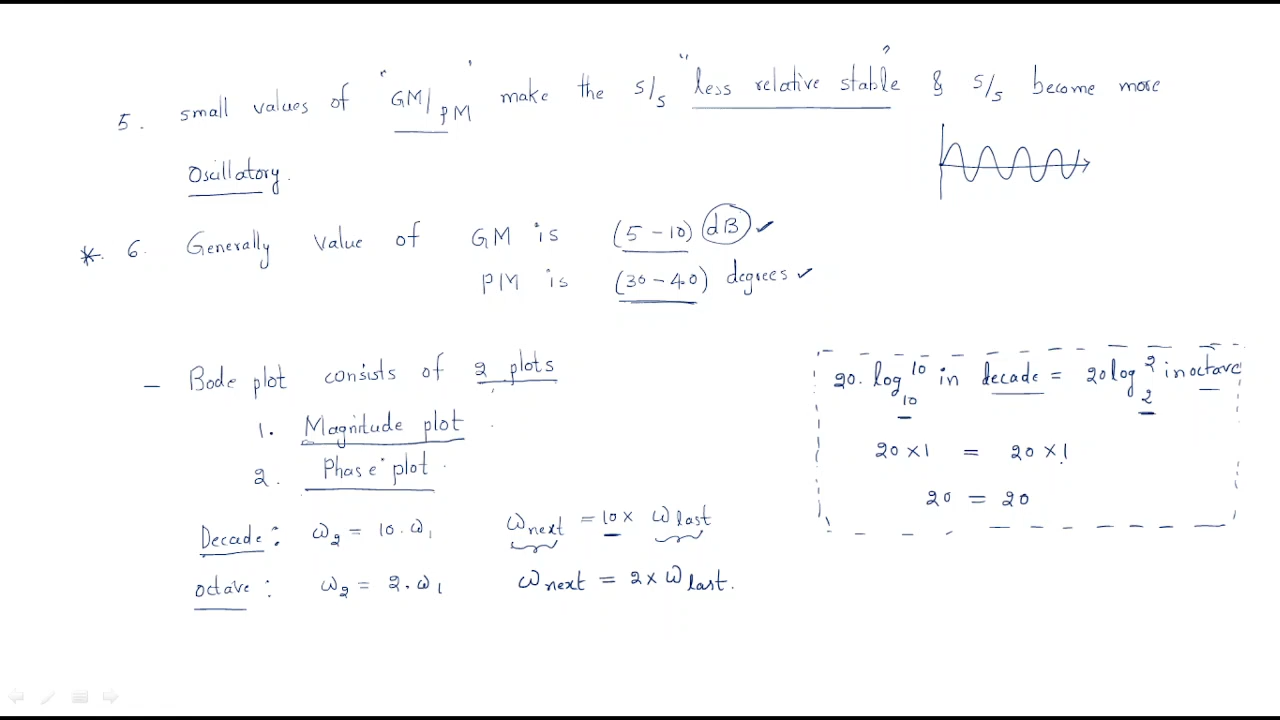 5. small values of "GM/PM" make the s/s "less relative stable" & s/s become more
Oscillatory.
* 6. Generally value of GM is (5-10) dB ✓
PM is (30-40) degrees ✓
- Bode plot consists of 2 plots
1. Magnitude plot
2. Phase plot.
Decade: ω₂ = 10.ω₁ ωnext = 10 × ωlast
octave: ω₂ = 2.ω₁ ωnext = 2 × ωlast.
20. log₁₀ 10 in decade = 20 log₂ 2 in octave
20×1 = 20×1
20 = 20